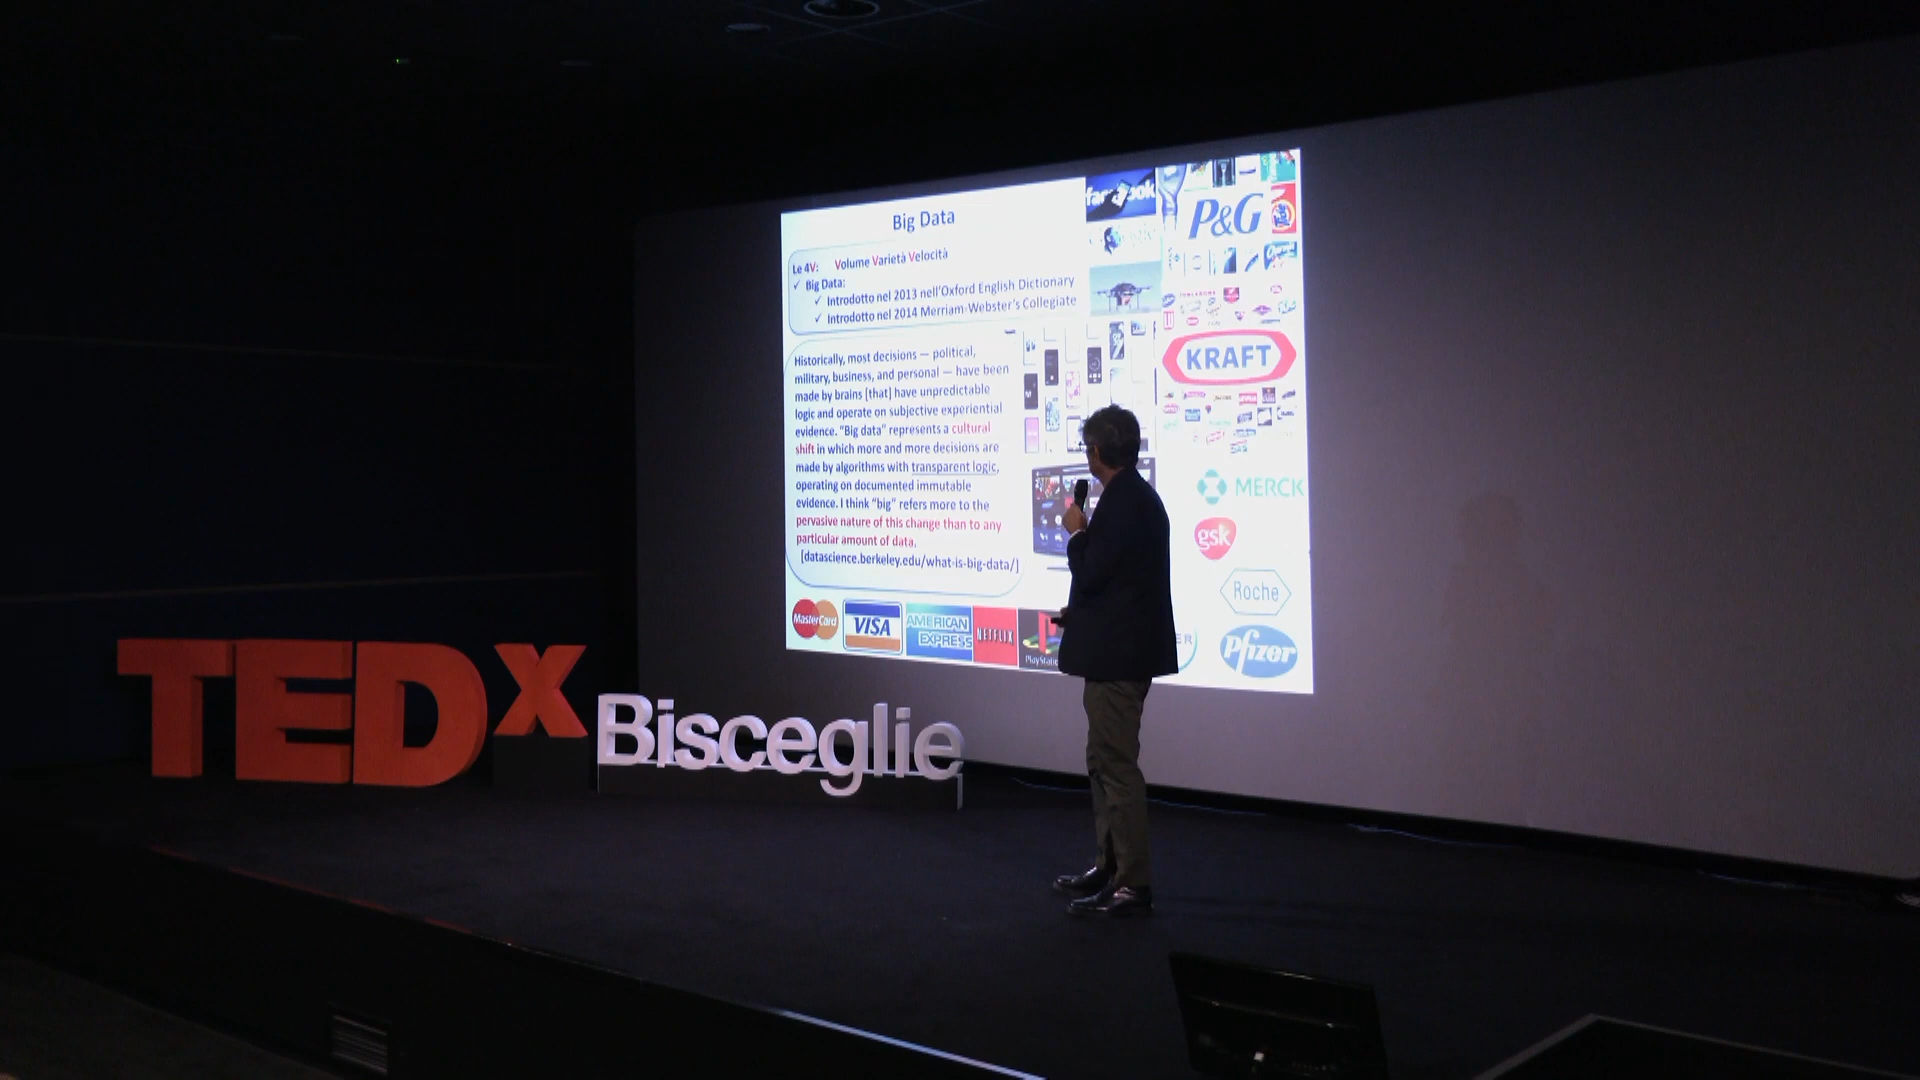 Big Data
Le 4V: Volume Varietà Velocità
✓ Big Data:
✓ Introdotto nel 2013 nell'Oxford English Dictionary
✓ Introdotto nel 2014 Merriam-Webster's Collegiate
Historically, most decisions — political,
military, business, and personal — have been
made by brains [that] have unpredictable
logic and operate on subjective experiential
evidence. "Big data" represents a cultural
shift in which more and more decisions are
made by algorithms with transparent logic,
operating on documented immutable
evidence. I think "big" refers more to the
pervasive nature of this change than to any
particular amount of data.
[datascience.berkeley.edu/what-is-big-data/]
MasterCard
VISA
AMERICAN
EXPRESS
NETFLIX
P&G
Tide
KRAFT
MERCK
gsk
Roche
Pfizer
TEDx
Bisceglie